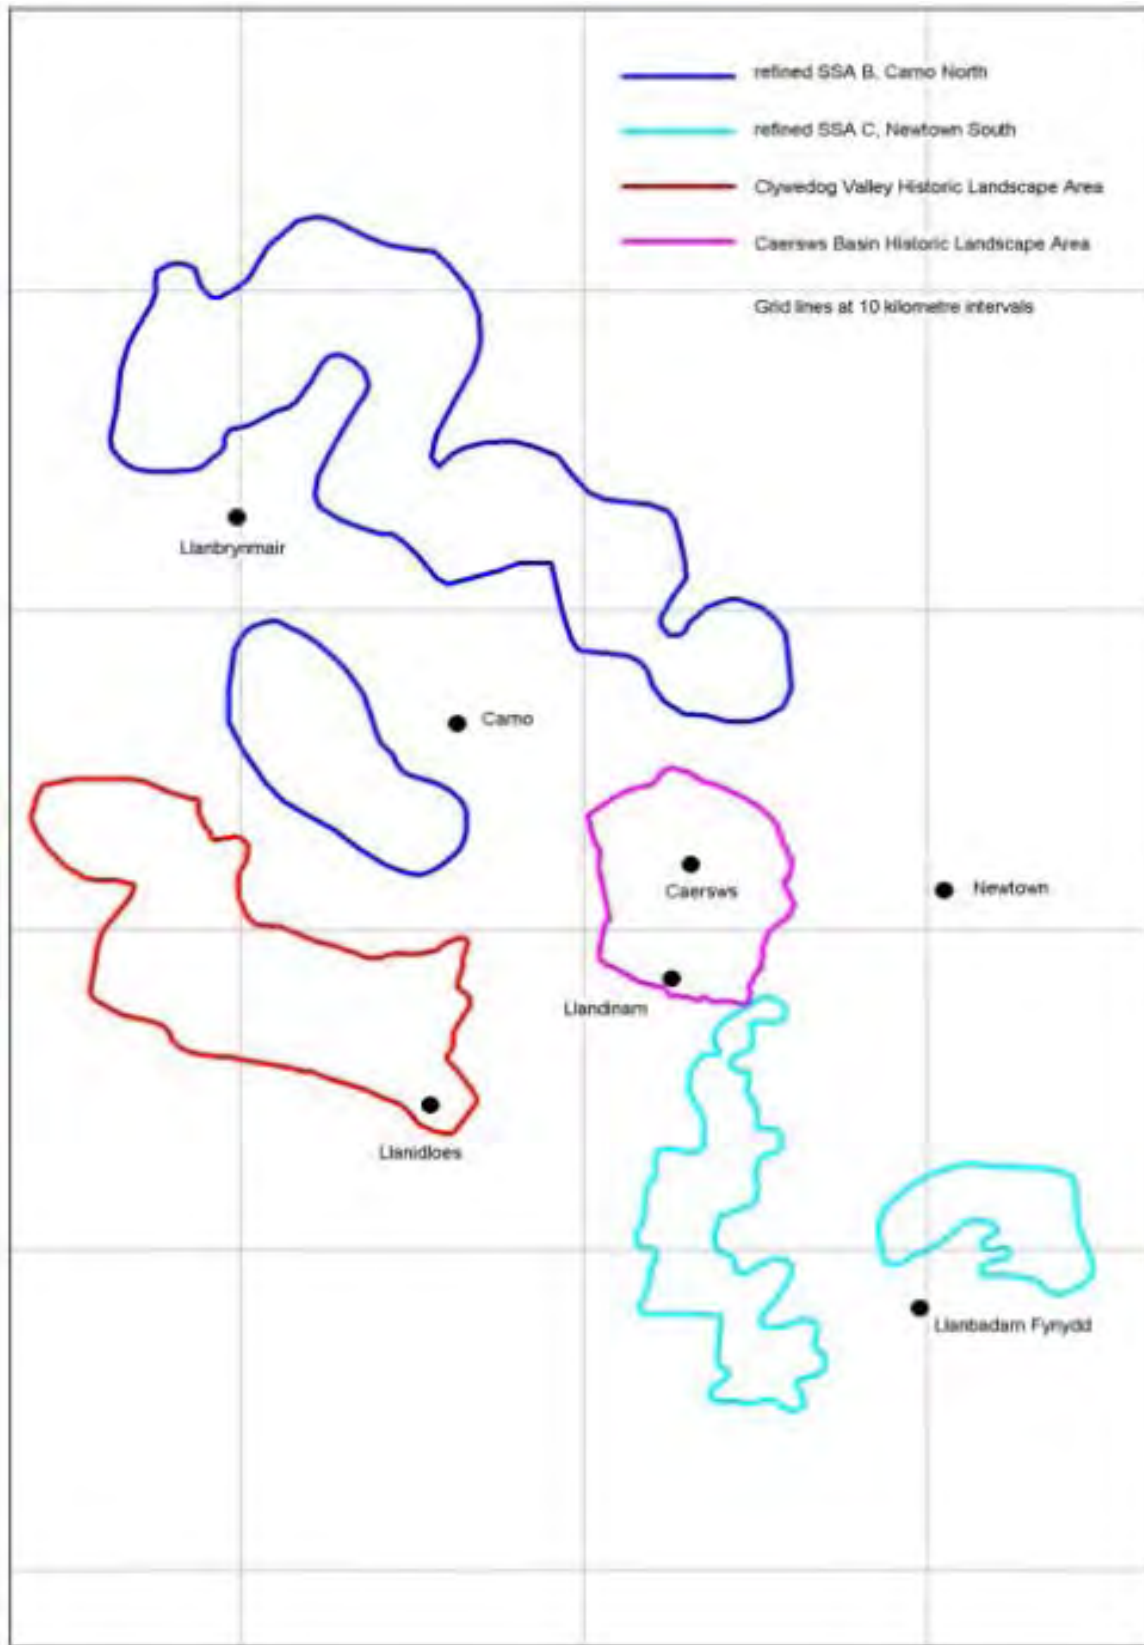 refined SSA B, Carno North
refined SSA C, Newtown South
Clywedog Valley Historic Landscape Area
Caersws Basin Historic Landscape Area
Grid lines at 10 kilometre intervals
Llanbrynmair
Carno
Caersws
Newtown
Llandinam
Llanidloes
Llanbadarn Fynydd